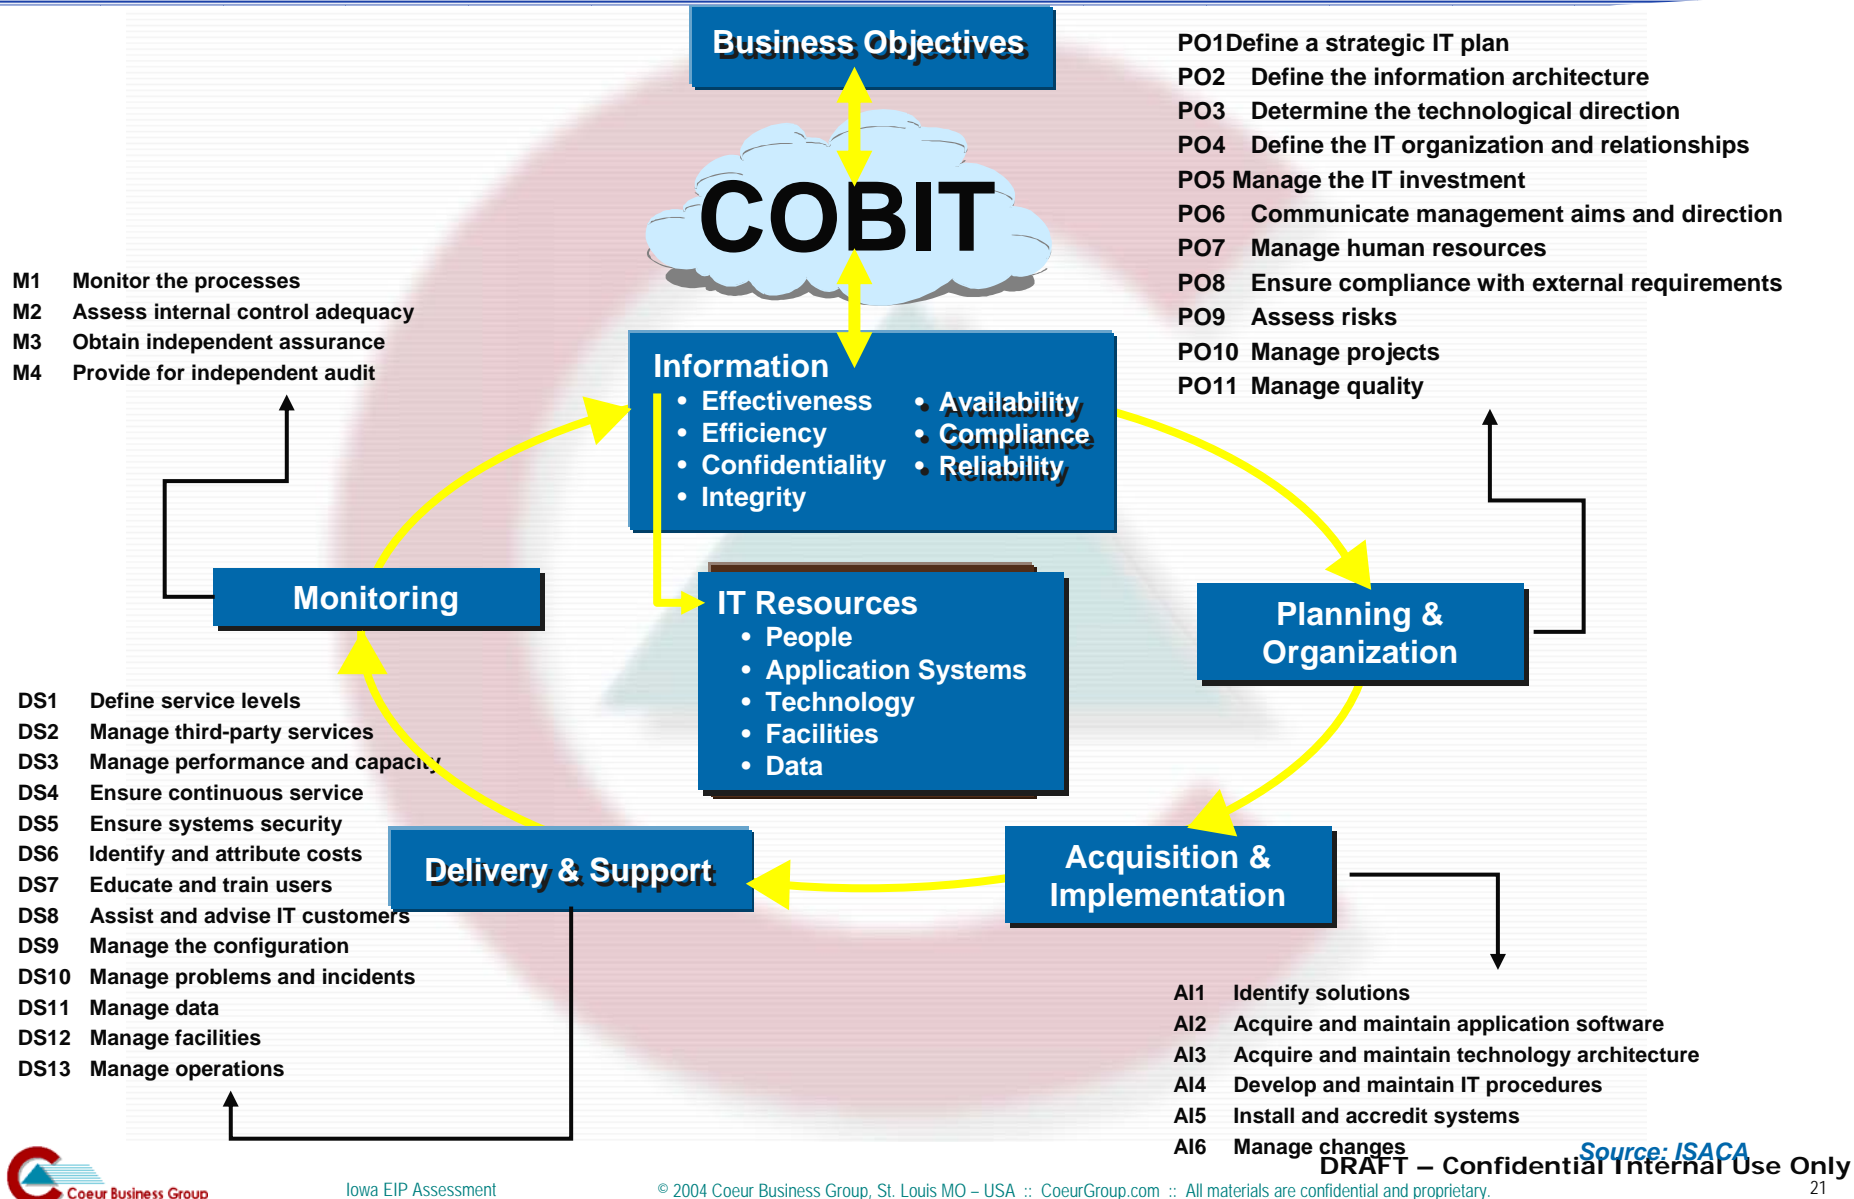 Business Objectives
COBIT
PO1Define a strategic IT plan
PO2 Define the information architecture
PO3 Determine the technological direction
PO4 Define the IT organization and relationships
PO5 Manage the IT investment
PO6 Communicate management aims and direction
PO7 Manage human resources
PO8 Ensure compliance with external requirements
PO9 Assess risks
PO10 Manage projects
PO11 Manage quality
M1 Monitor the processes
M2 Assess internal control adequacy
M3 Obtain independent assurance
M4 Provide for independent audit
Information
• Effectiveness
• Efficiency
• Confidentiality
• Integrity
• Availability
• Compliance
• Reliability
Monitoring
IT Resources
• People
• Application Systems
• Technology
• Facilities
• Data
Planning &
Organization
DS1 Define service levels
DS2 Manage third-party services
DS3 Manage performance and capacity
DS4 Ensure continuous service
DS5 Ensure systems security
DS6 Identify and attribute costs
DS7 Educate and train users
DS8 Assist and advise IT customers
DS9 Manage the configuration
DS10 Manage problems and incidents
DS11 Manage data
DS12 Manage facilities
DS13 Manage operations
Delivery & Support
Acquisition &
Implementation
AI1 Identify solutions
AI2 Acquire and maintain application software
AI3 Acquire and maintain technology architecture
AI4 Develop and maintain IT procedures
AI5 Install and accredit systems
AI6 Manage changes
Source: ISACA
DRAFT – Confidential Internal Use Only
Coeur Business Group
Iowa EIP Assessment
© 2004 Coeur Business Group, St. Louis MO – USA :: CoeurGroup.com :: All materials are confidential and proprietary.
21